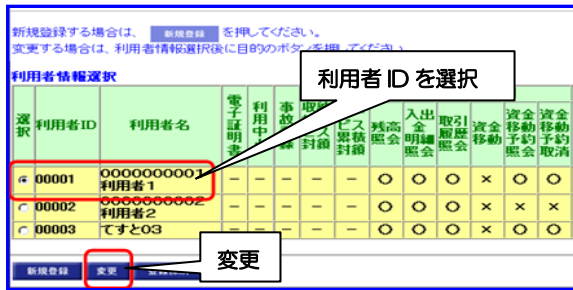 新規登録する場合は、 新規登録 を押してください。
変更する場合は、利用者情報選択後に目的のボタンを押してください
利用者情報選択
利用者IDを選択
選択 利用者ID 利用者名 電子証明書 利用中 事故 残高照会 入出金明細照会 取引履歴照会 資金移動 資金移動予約照会 資金移動予約取消
00001 0000000001 利用者1 － － － － － ○ ○ ○ × ○ ○
00002 0000000002 利用者2 － － － － － ○ ○ ○ × × ×
00003 てすと03 － － － － － ○ ○ ○ × ○ ○
変更
新規登録 変更